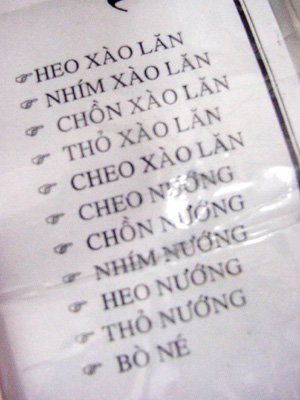 HEO XÀO LĂN
NHÍM XÀO LĂN
CHỒN XÀO LĂN
THỎ XÀO LĂN
CHEO XÀO LĂN
CHEO NƯỚNG
CHỒN NƯỚNG
NHÍM NƯỚNG
HEO NƯỚNG
THỎ NƯỚNG
BÒ NÉ